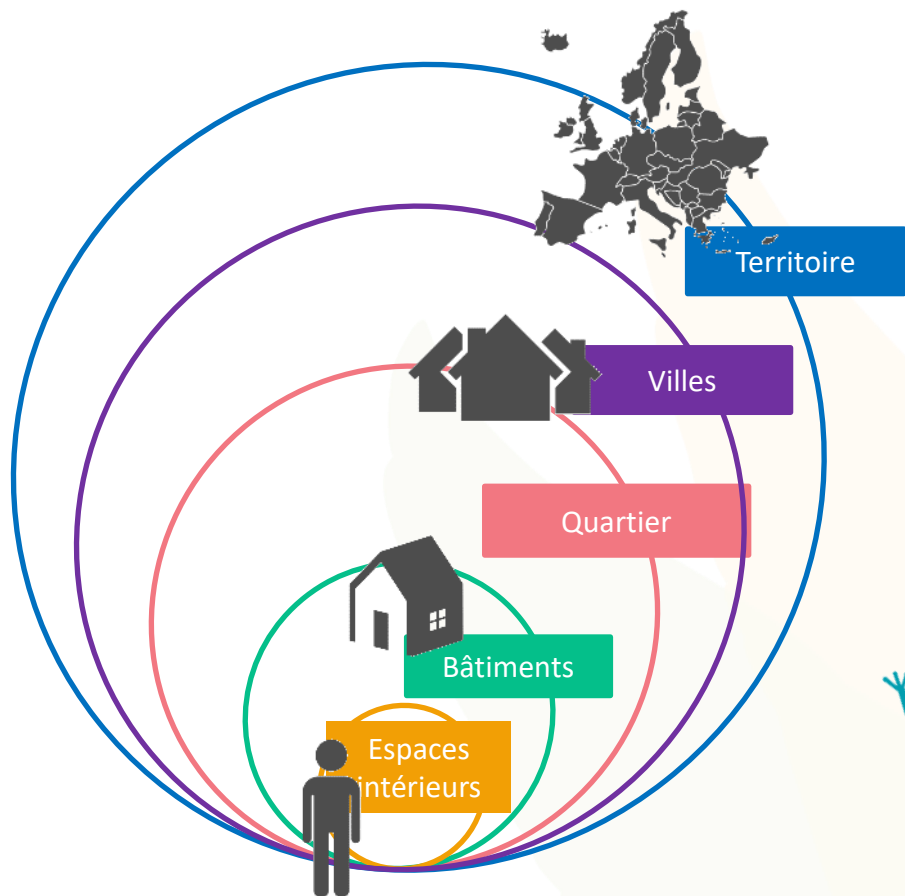 Territoire
Villes
Quartier
Bâtiments
Espaces
intérieurs